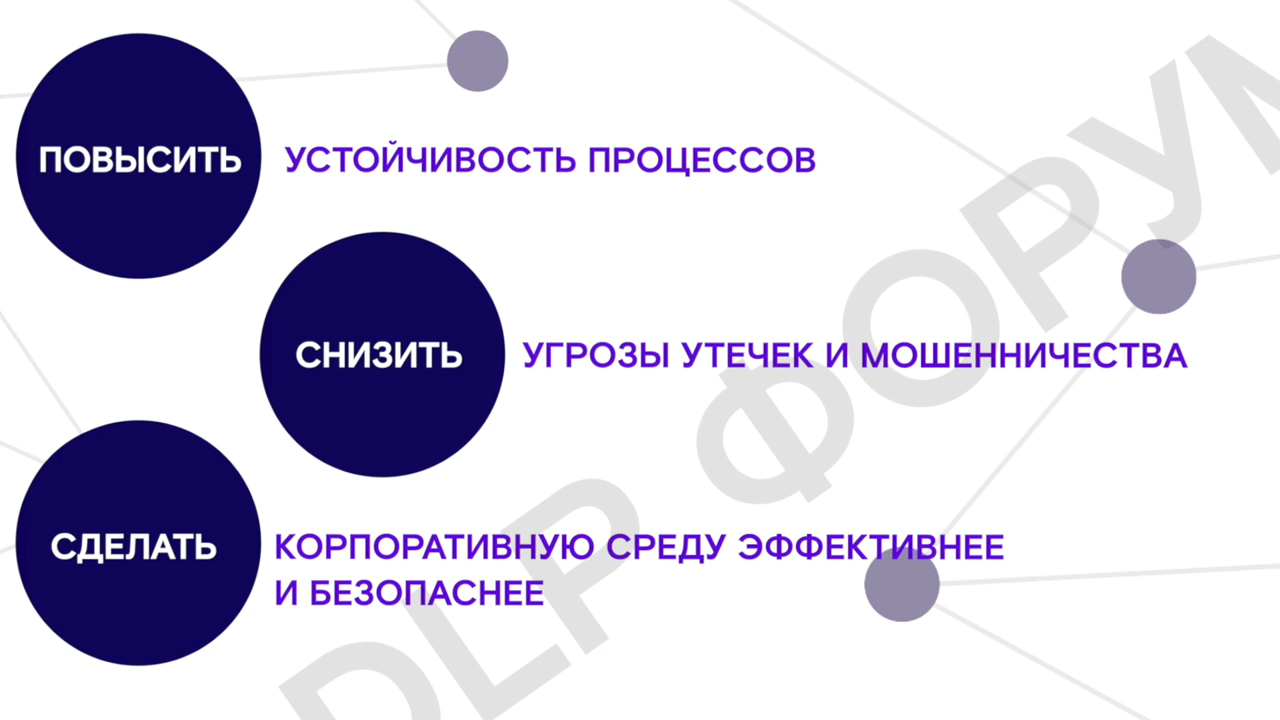 ПОВЫСИТЬ УСТОЙЧИВОСТЬ ПРОЦЕССОВ
СНИЗИТЬ УГРОЗЫ УТЕЧЕК И МОШЕННИЧЕСТВА
СДЕЛАТЬ КОРПОРАТИВНУЮ СРЕДУ ЭФФЕКТИВНЕЕ
И БЕЗОПАСНЕЕ
DLP ФОРУМ